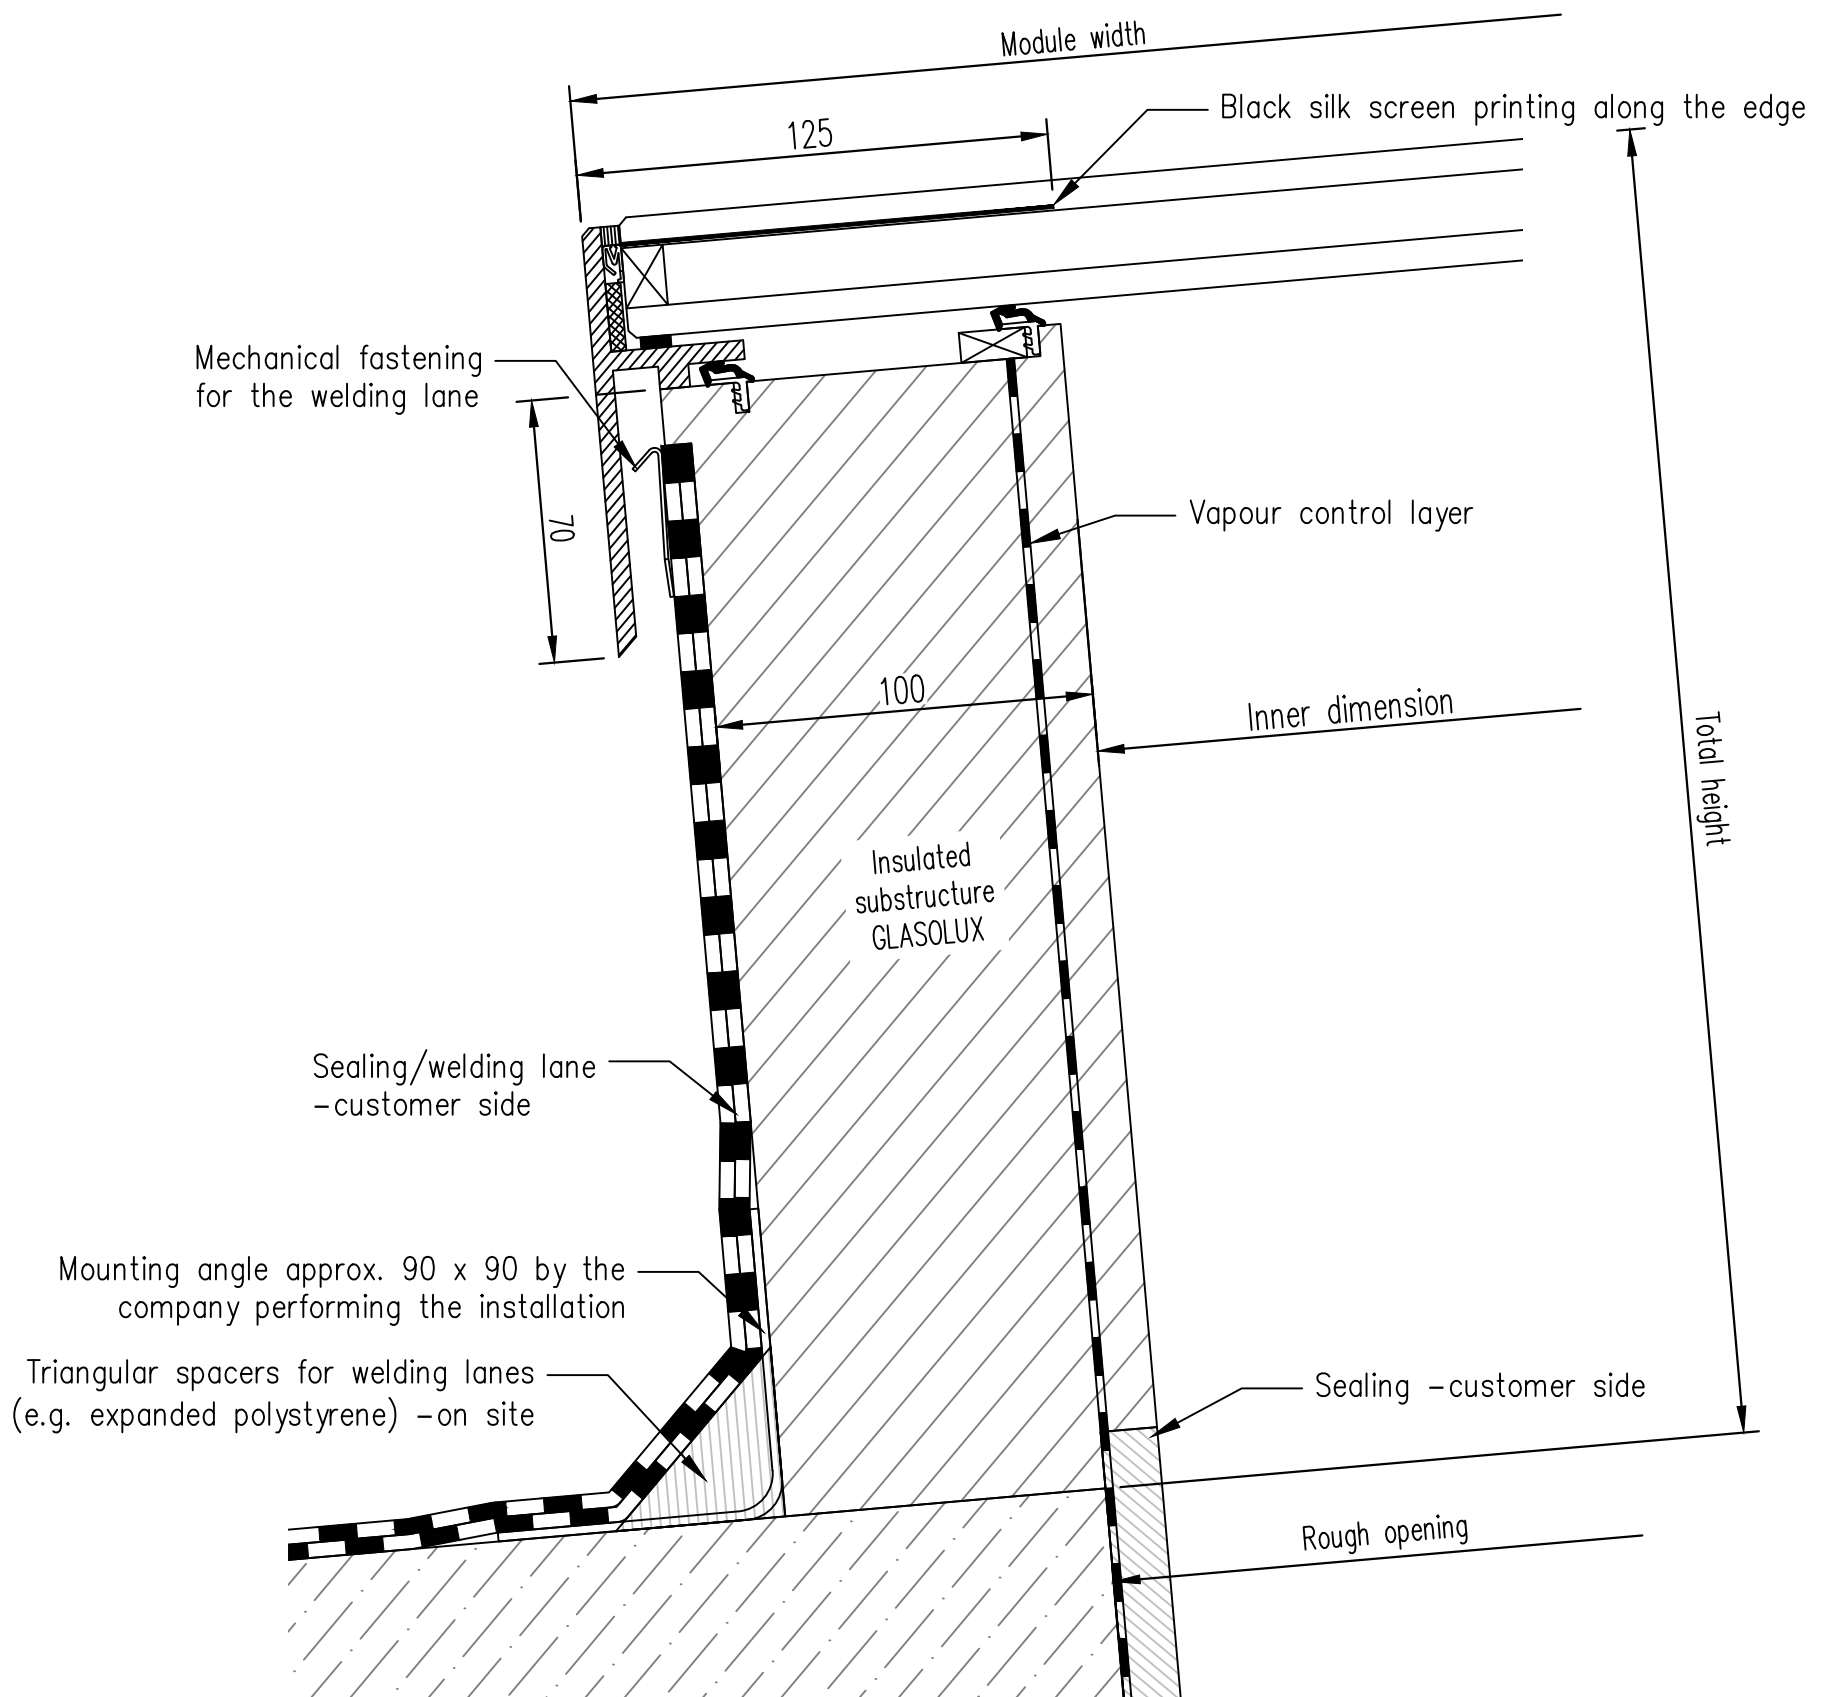 Module width
Black silk screen printing along the edge
125
Mechanical fastening
for the welding lane
70
Vapour control layer
100
Inner dimension
Total height
Insulated
substructure
GLASOLUX
Sealing/welding lane
-customer side
Mounting angle approx. 90 x 90 by the
company performing the installation
Triangular spacers for welding lanes
(e.g. expanded polystyrene) -on site
Sealing -customer side
Rough opening